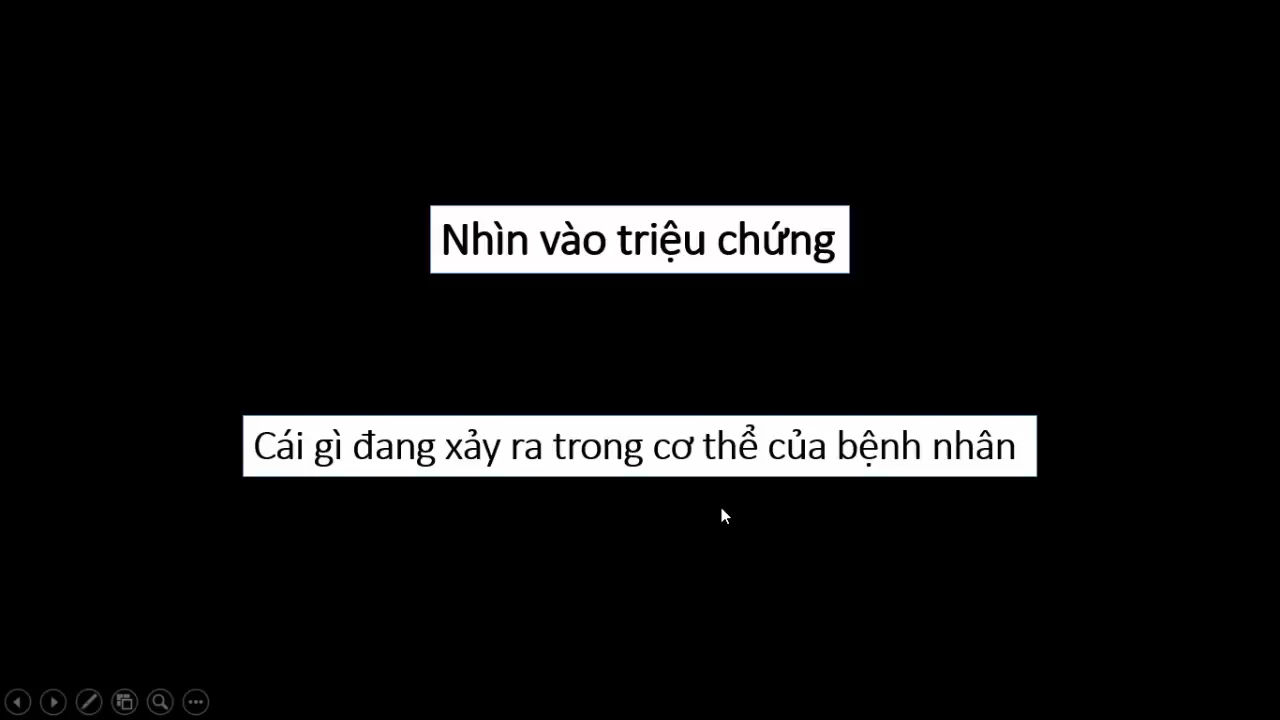 Nhìn vào triệu chứng
Cái gì đang xảy ra trong cơ thể của bệnh nhân